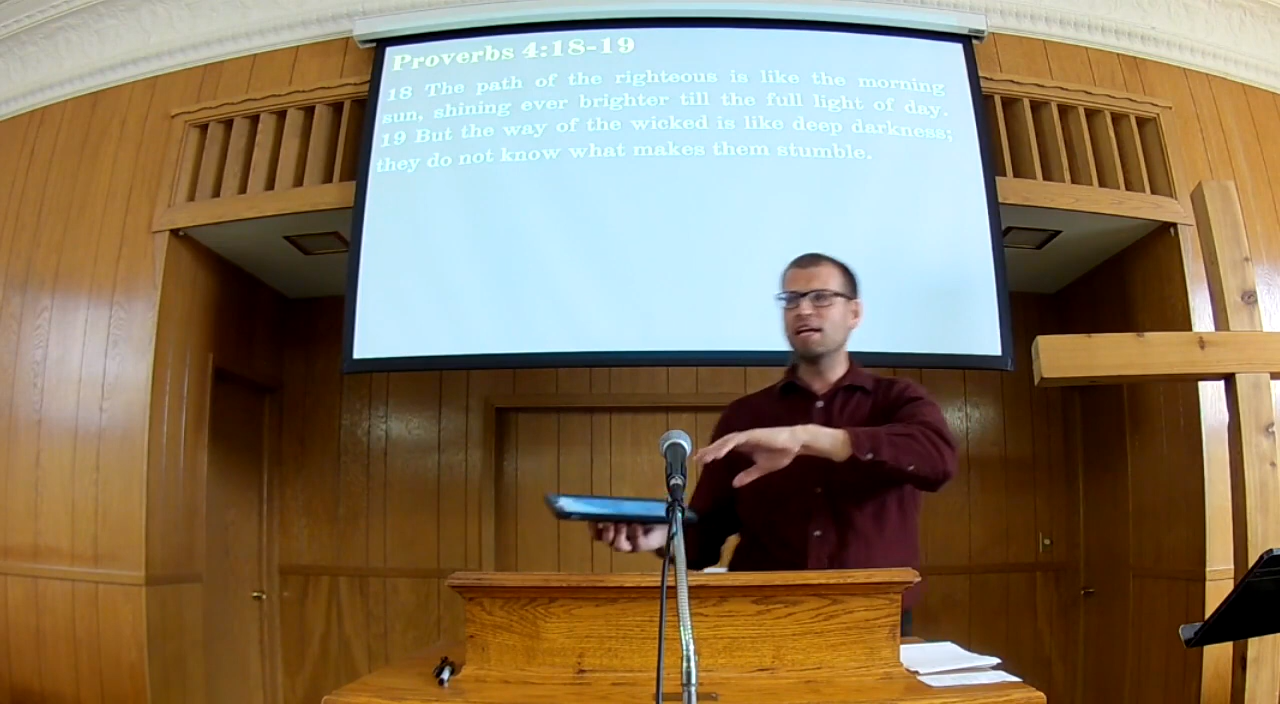 Proverbs 4:18-19
18 The path of the righteous is like the morning
sun, shining ever brighter till the full light of day.
19 But the way of the wicked is like deep darkness;
they do not know what makes them stumble.